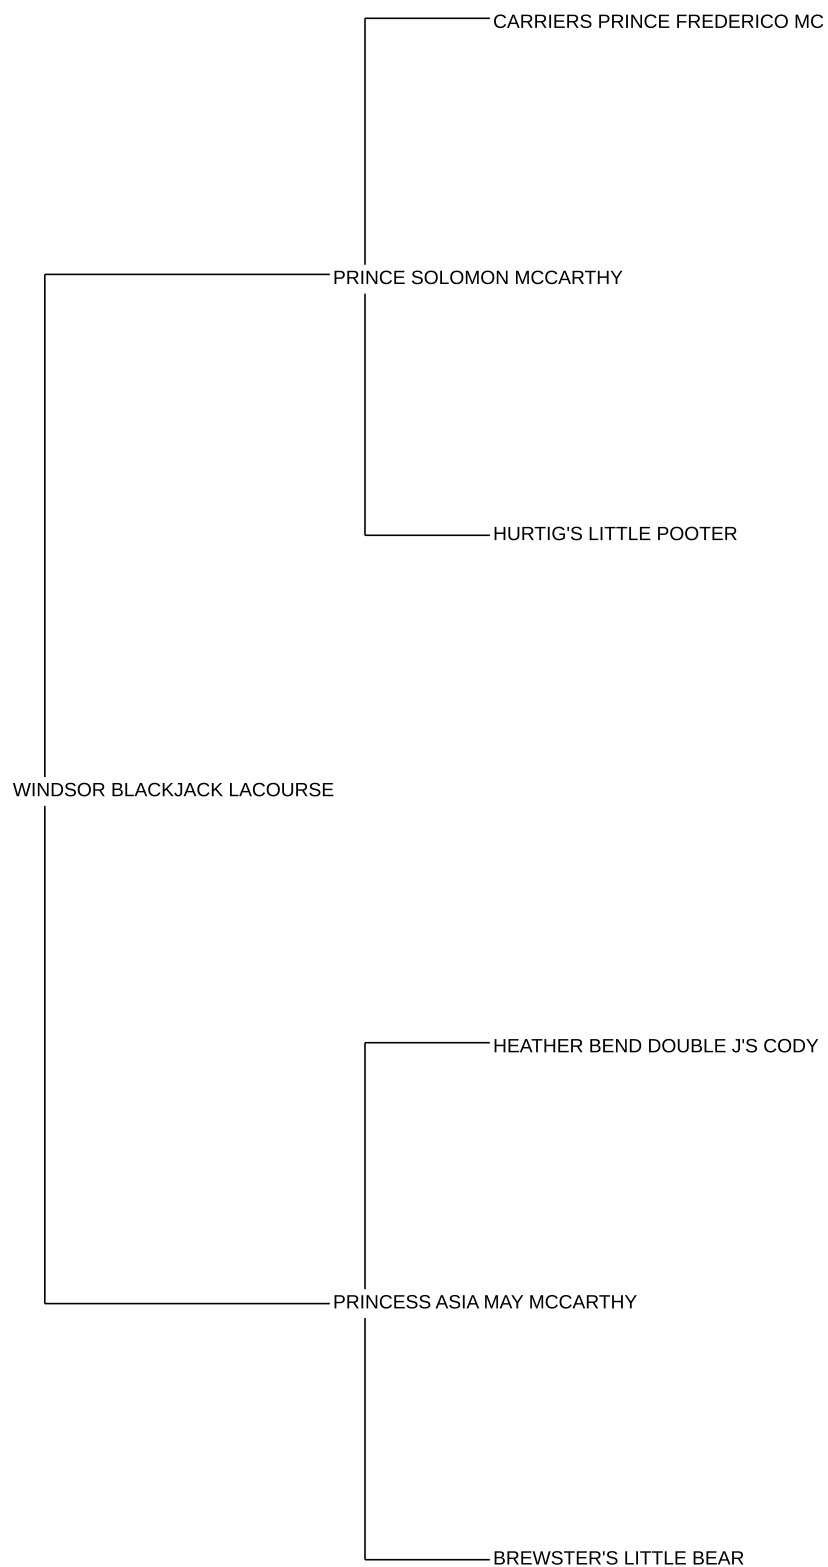 CARRIERS PRINCE FREDERICO MC
PRINCE SOLOMON MCCARTHY
HURTIG'S LITTLE POOTER
WINDSOR BLACKJACK LACOURSE
HEATHER BEND DOUBLE J'S CODY
PRINCESS ASIA MAY MCCARTHY
BREWSTER'S LITTLE BEAR